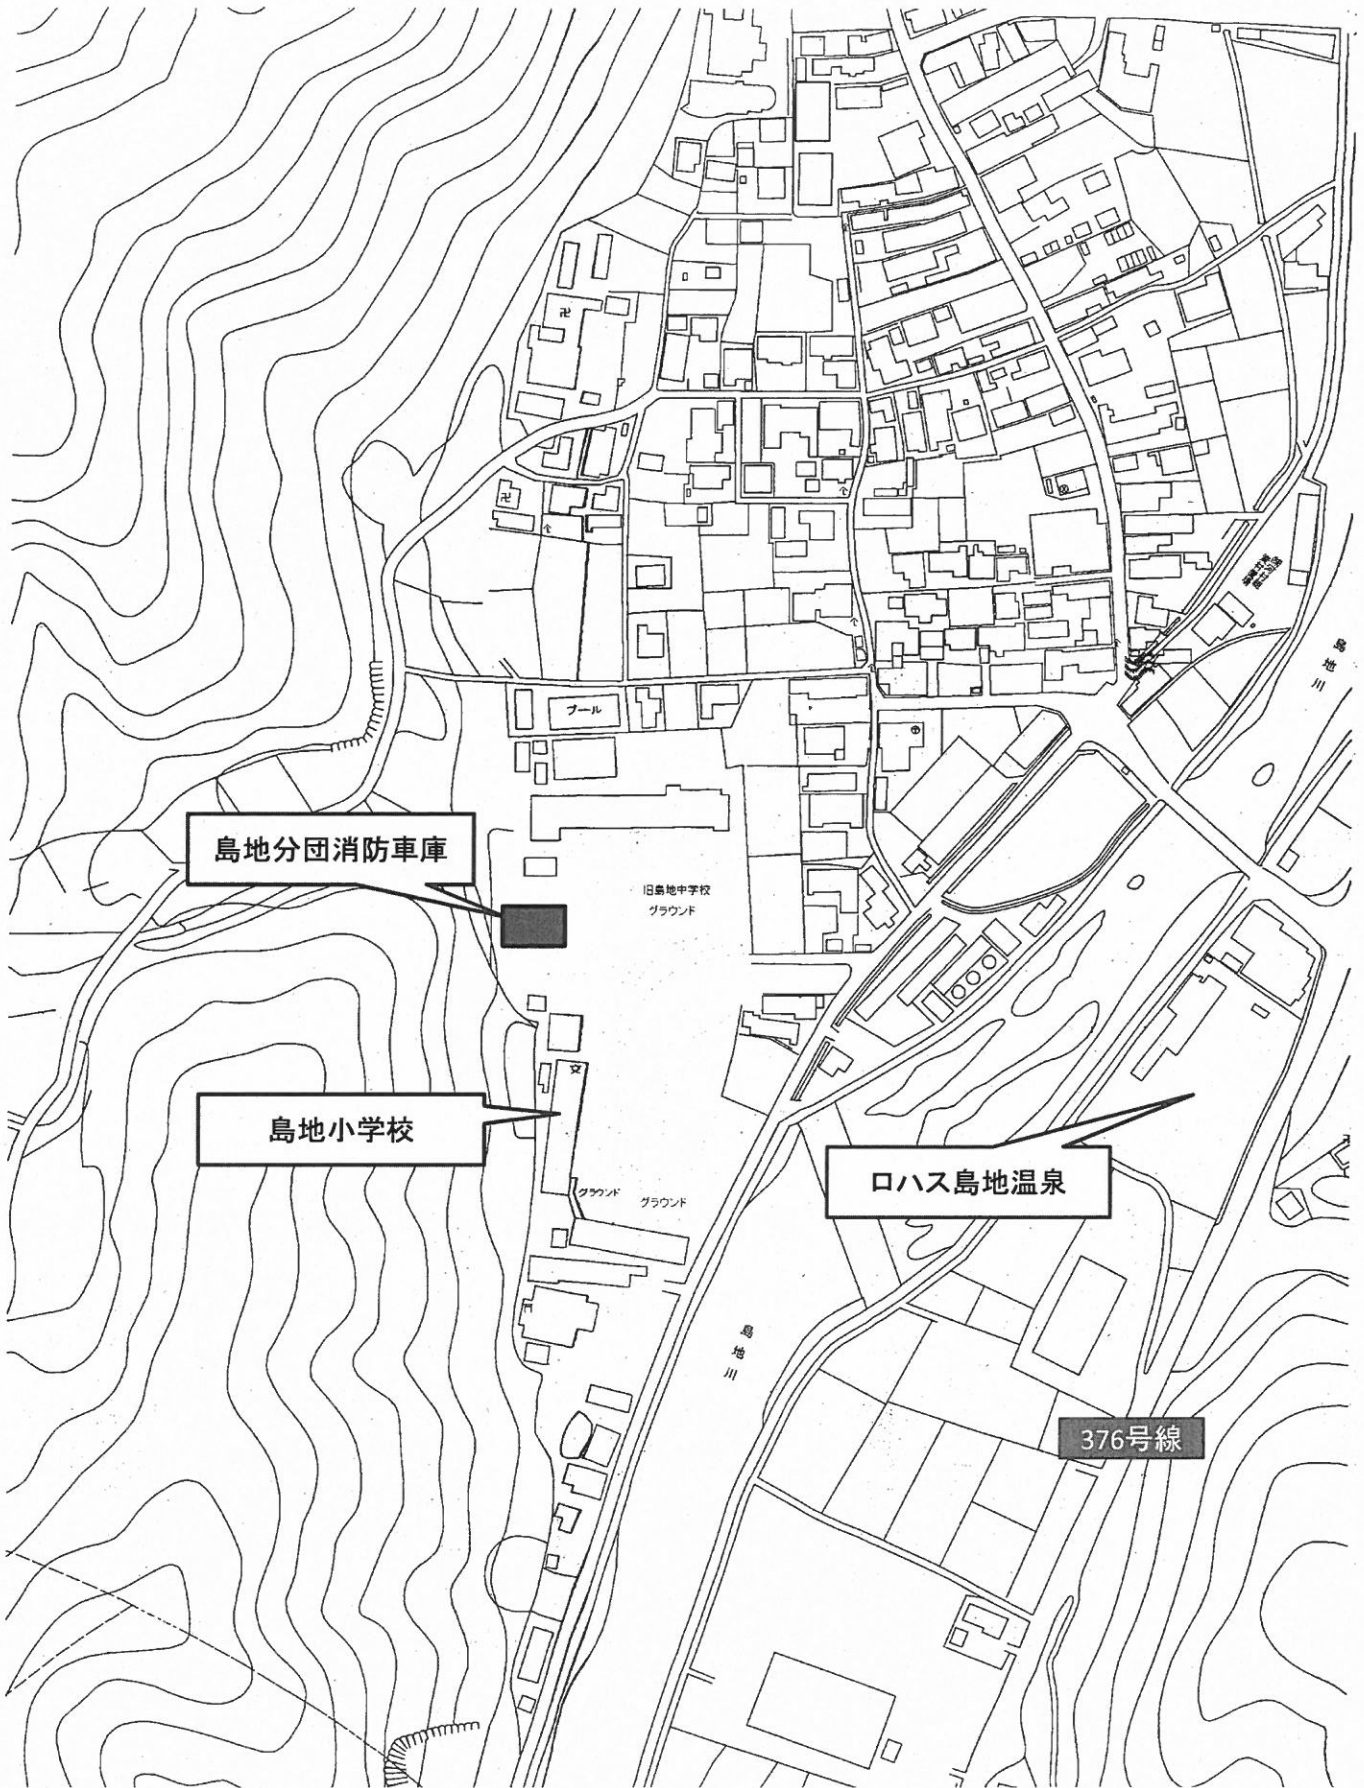 島地川
プール
島地分団消防車庫
旧島地中学校
グラウンド
島地小学校
ロハス島地温泉
グラウンド
グラウンド
島地川
376号線